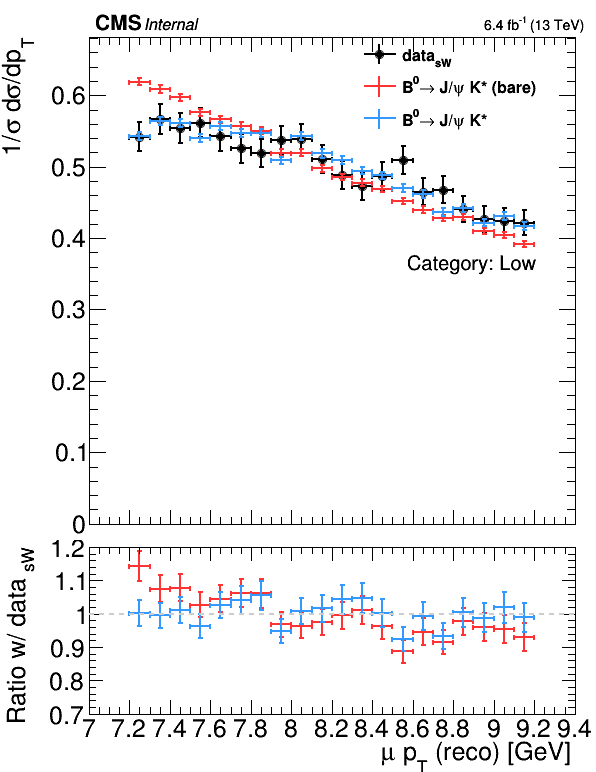 CMS Internal 6.4 fb⁻¹ (13 TeV)
1/σ dσ/dp_T
data_sW
B⁰→ J/ψ K* (bare)
B⁰→ J/ψ K*
0.6
0.5
0.4
Category: Low
0.3
0.2
0.1
0
Ratio w/ data sW
1.2
1.1
1
0.9
0.8
0.7
7 7.2 7.4 7.6 7.8 8 8.2 8.4 8.6 8.8 9 9.2 9.4
μ p_T (reco) [GeV]